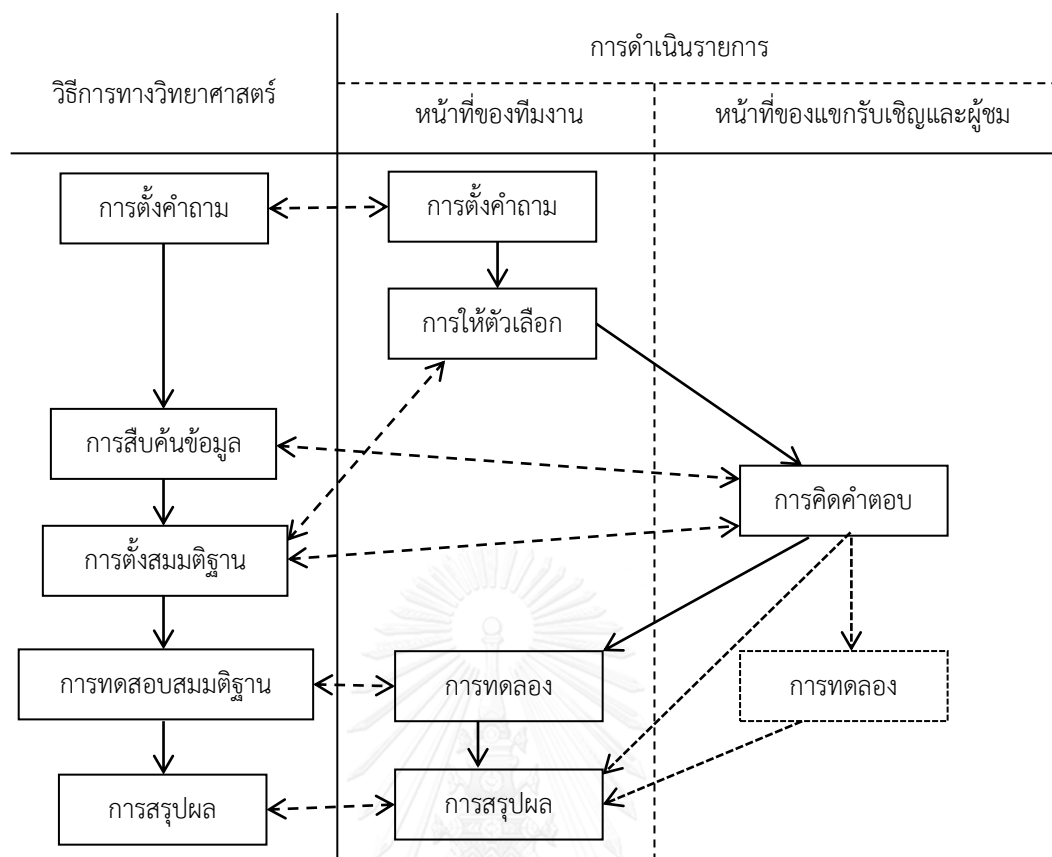 การดำเนินรายการ
วิธีการทางวิทยาศาสตร์
หน้าที่ของทีมงาน
หน้าที่ของแขกรับเชิญและผู้ชม
การตั้งคำถาม
การตั้งคำถาม
การให้ตัวเลือก
การสืบค้นข้อมูล
การคิดคำตอบ
การตั้งสมมติฐาน
การทดสอบสมมติฐาน
การทดลอง
การทดลอง
การสรุปผล
การสรุปผล